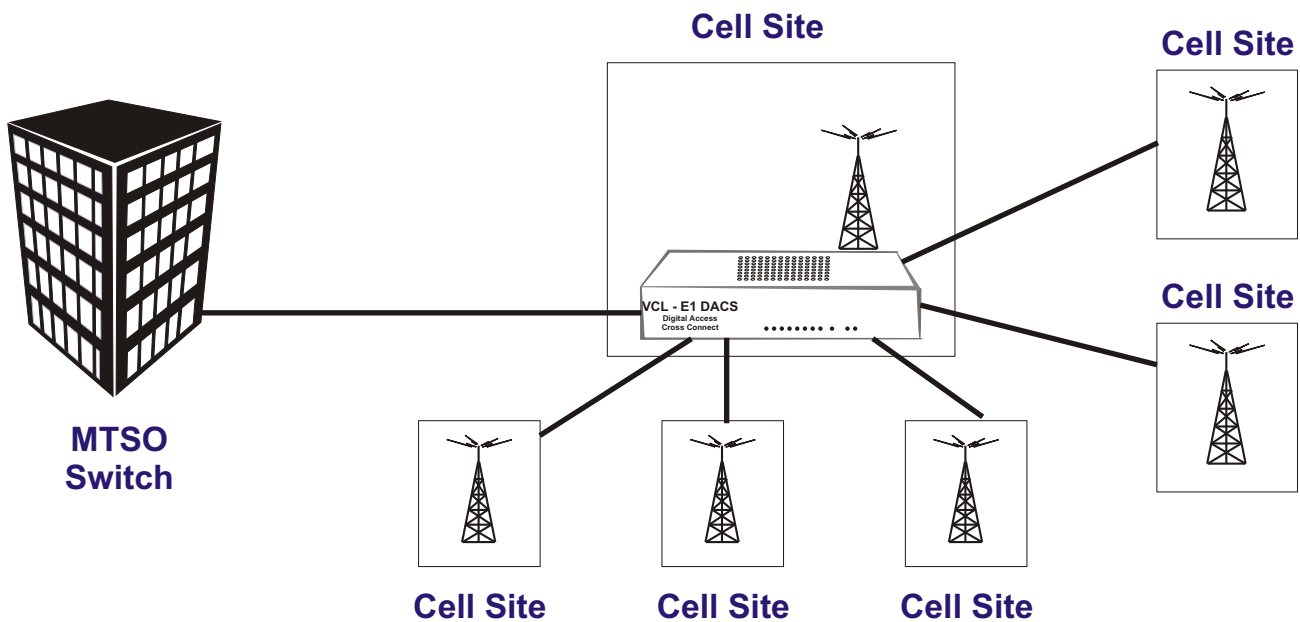 Cell Site
Cell Site
VCL - E1 DACS
Digital Access
Cross Connect
Cell Site
MTSO
Switch
Cell Site
Cell Site
Cell Site